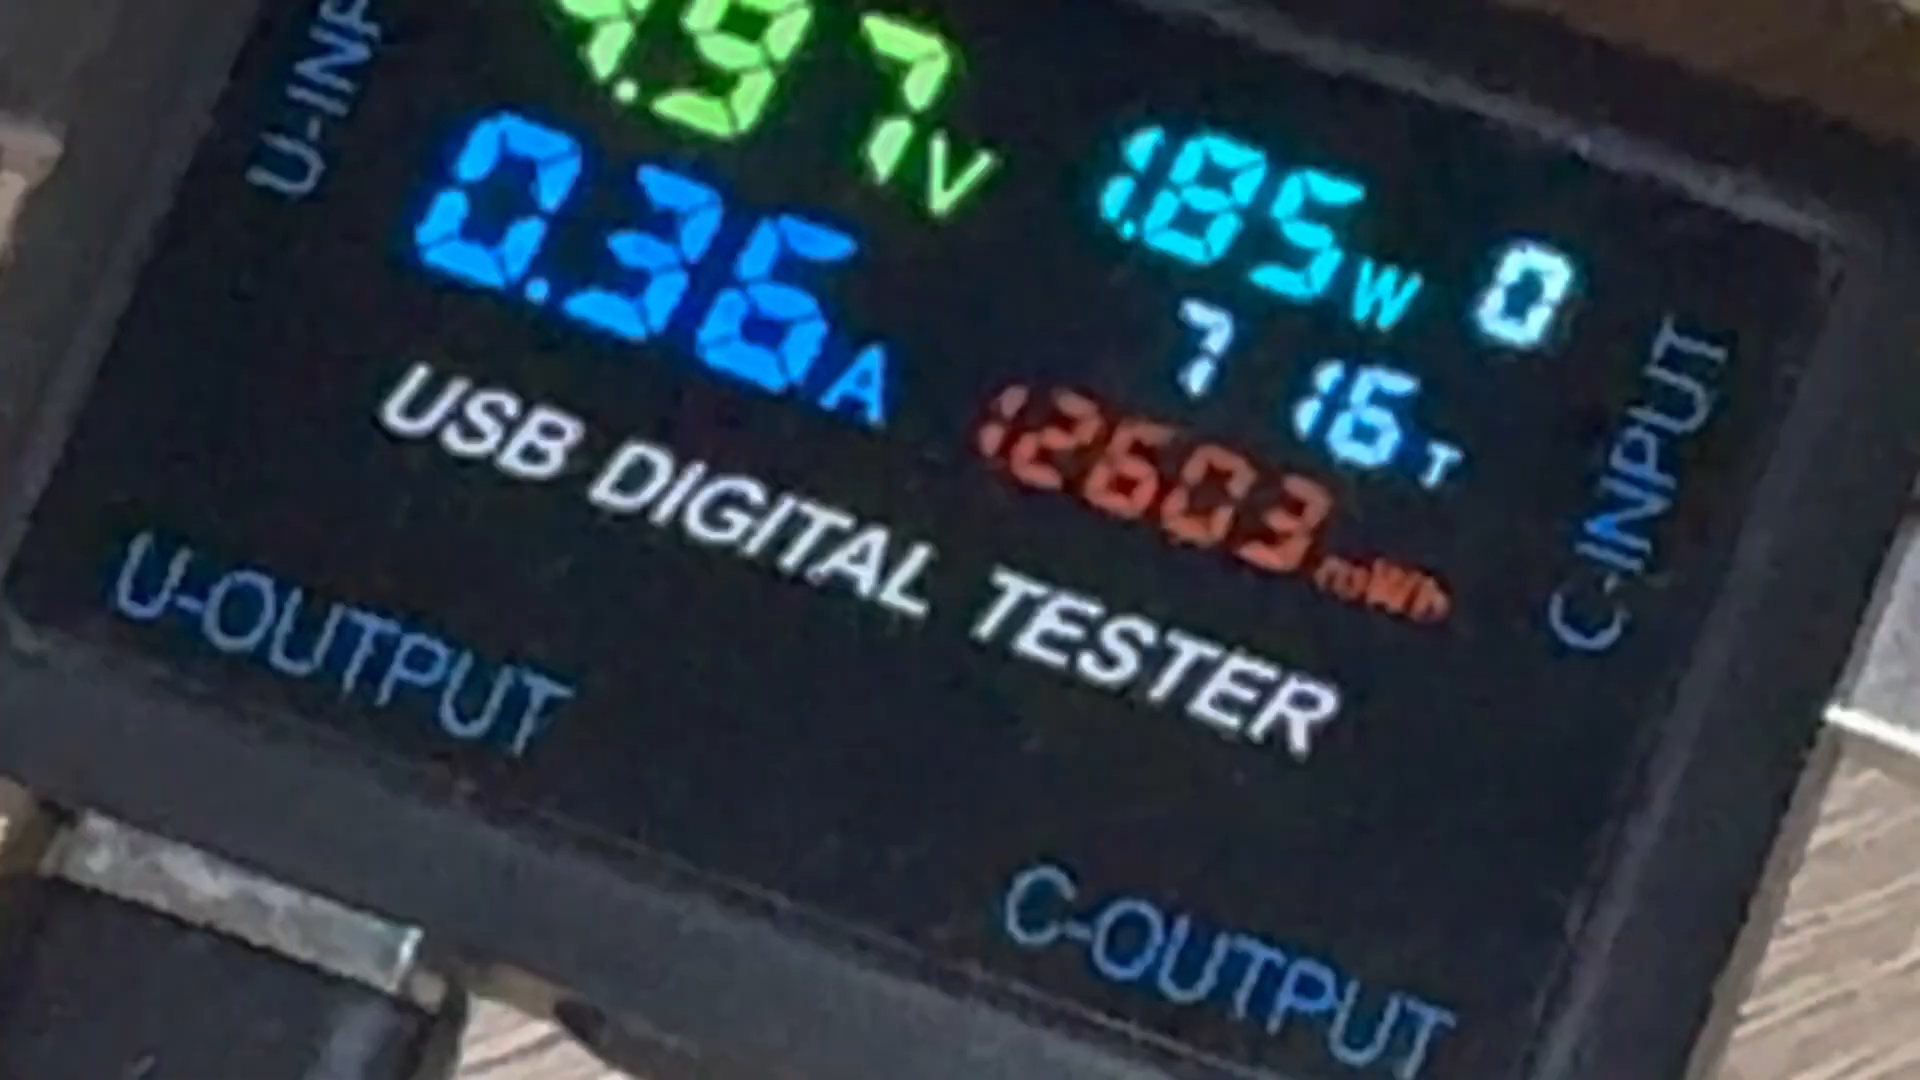 U-INP
4.97V
0.36A
1.85W 0
7 16T
12603mWh
C-INPUT
USB DIGITAL TESTER
U-OUTPUT
C-OUTPUT